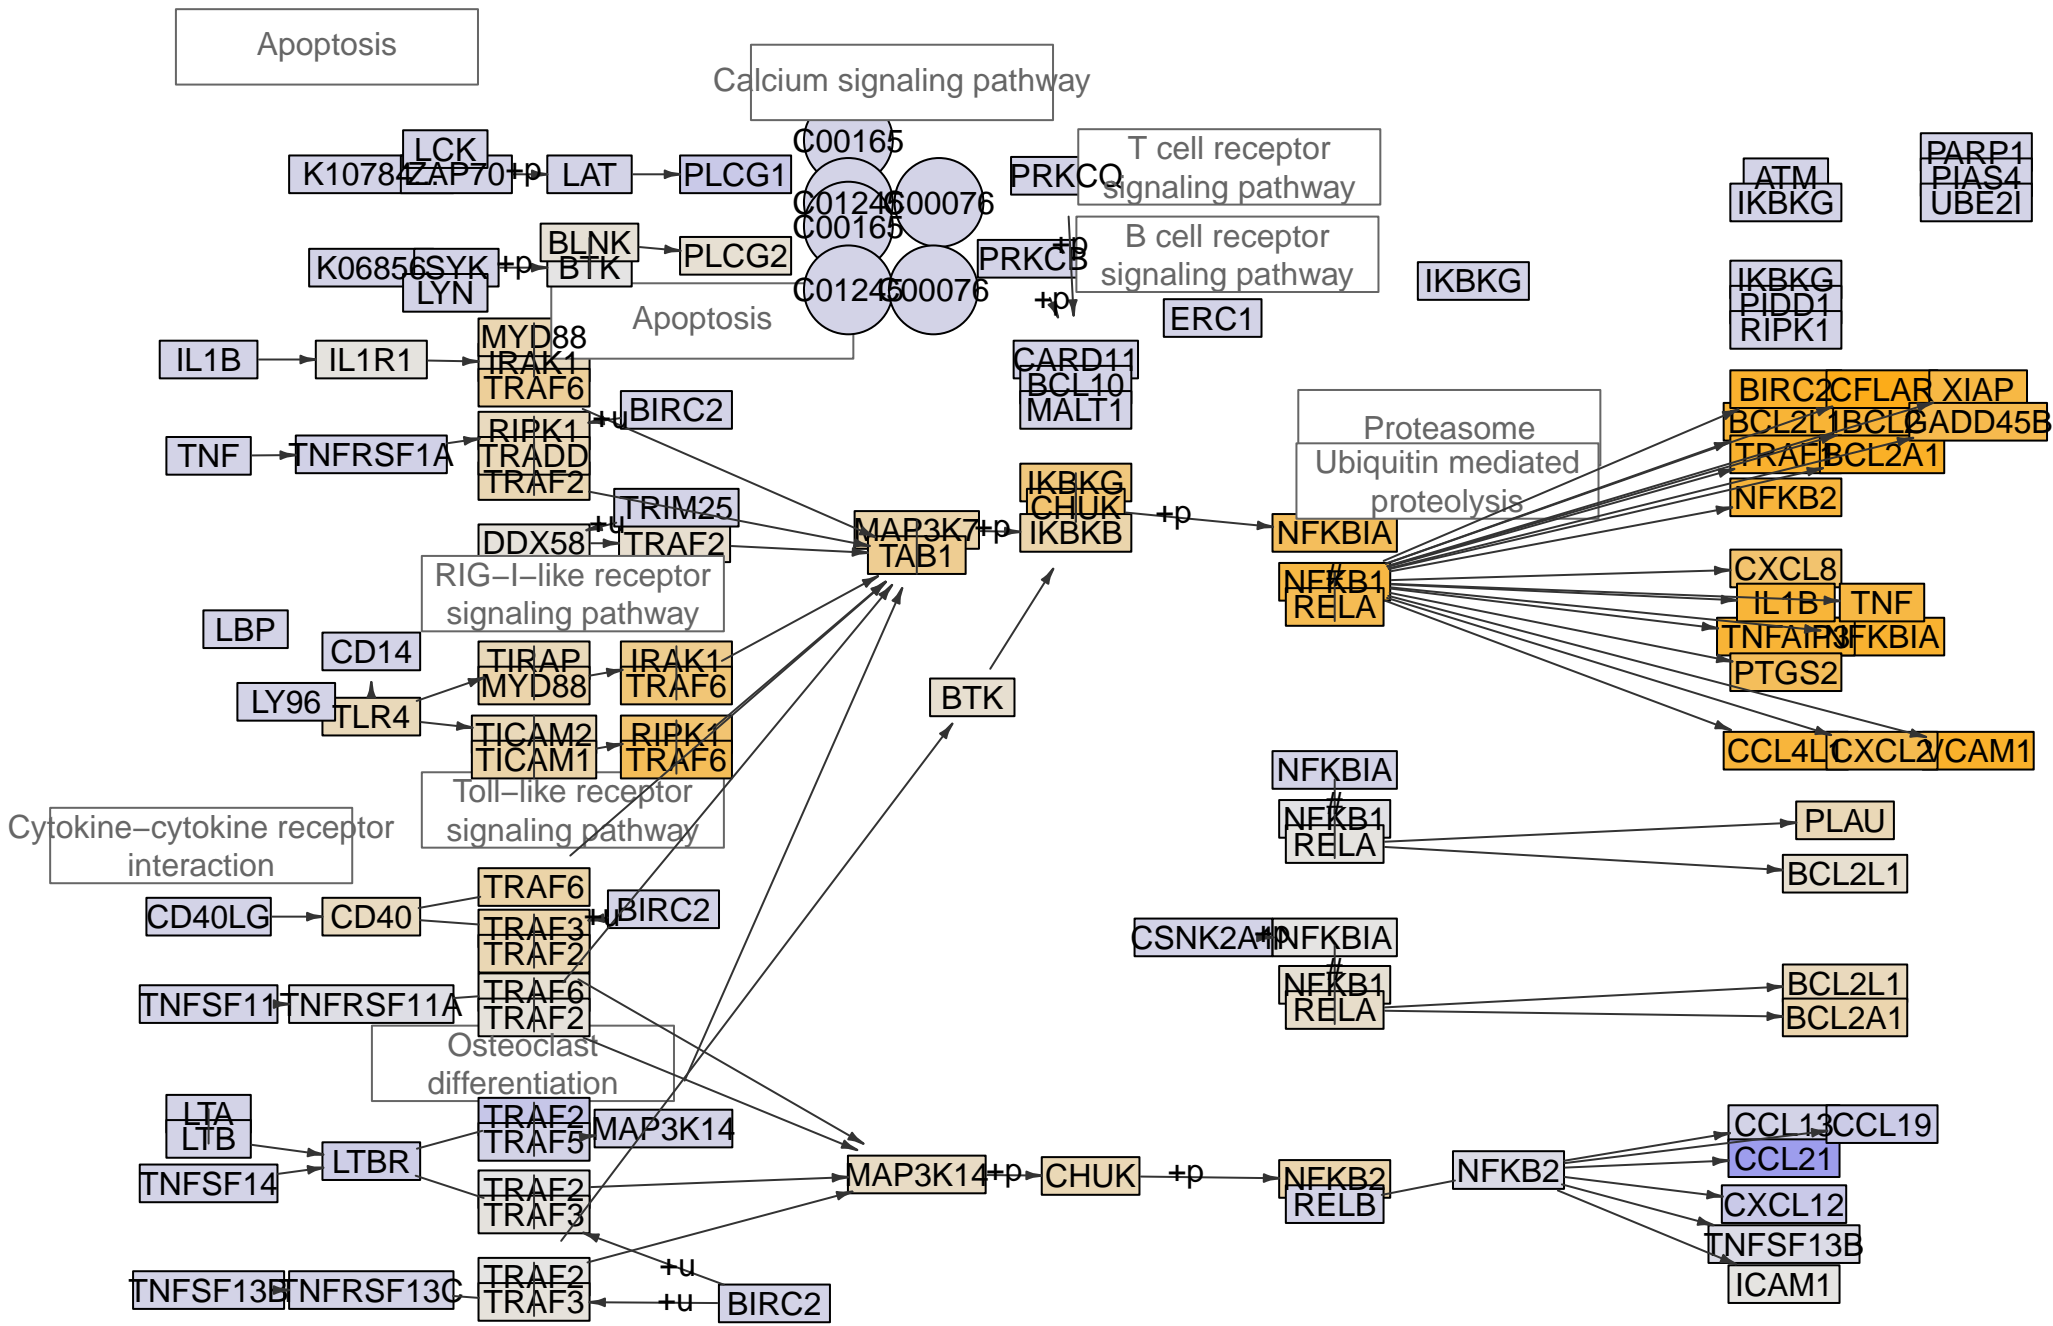 Apoptosis
Calcium signaling pathway
T cell receptor
signaling pathway
B cell receptor
signaling pathway
LCK
K10784
ZAP70
+p
LAT
PLCG1
C00165
C01245
C00076
C00165
C01245
C00076
PRKCQ
PRKCB
+p
+p
ATM
IKBKG
PARP1
PIAS4
UBE2I
K06856
SYK
LYN
+p
BLNK
BTK
PLCG2
Apoptosis
ERC1
IKBKG
IKBKG
PIDD1
RIPK1
IL1B
IL1R1
MYD88
IRAK1
TRAF6
CARD11
BCL10
MALT1
TNF
TNFRSF1A
RIPK1
TRADD
TRAF2
+u
BIRC2
Proteasome
Ubiquitin mediated
proteolysis
BIRC2
CFLAR
XIAP
BCL2L1
BCL2
GADD45B
TRAF1
BCL2A1
NFKB2
DDX58
+u
TRIM25
TRAF2
MAP3K7
TAB1
+p
IKBKG
CHUK
IKBKB
+p
NFKBIA
NFKB1
RELA
CXCL8
IL1B
TNF
TNFAIP3
NFKBIA
PTGS2
CCL4L1
CXCL2
VCAM1
RIG−I−like receptor
signaling pathway
LBP
CD14
LY96
TLR4
TIRAP
MYD88
IRAK1
TRAF6
TICAM2
TICAM1
RIPK1
TRAF6
BTK
Toll−like receptor
signaling pathway
Cytokine−cytokine receptor
interaction
NFKBIA
NFKB1
RELA
PLAU
BCL2L1
CD40LG
CD40
TRAF6
TRAF3
TRAF2
+u
BIRC2
CSNK2A1
+p
NFKBIA
NFKB1
RELA
BCL2L1
BCL2A1
TNFSF11
TNFRSF11A
TRAF6
TRAF2
Osteoclast
differentiation
LTA
LTB
TNFSF14
LTBR
TRAF2
TRAF5
MAP3K14
TRAF2
TRAF3
MAP3K14
+p
CHUK
+p
NFKB2
RELB
NFKB2
CCL13
CCL19
CCL21
CXCL12
TNFSF13B
ICAM1
TNFSF13B
TNFRSF13C
TRAF2
TRAF3
+u
+u
BIRC2